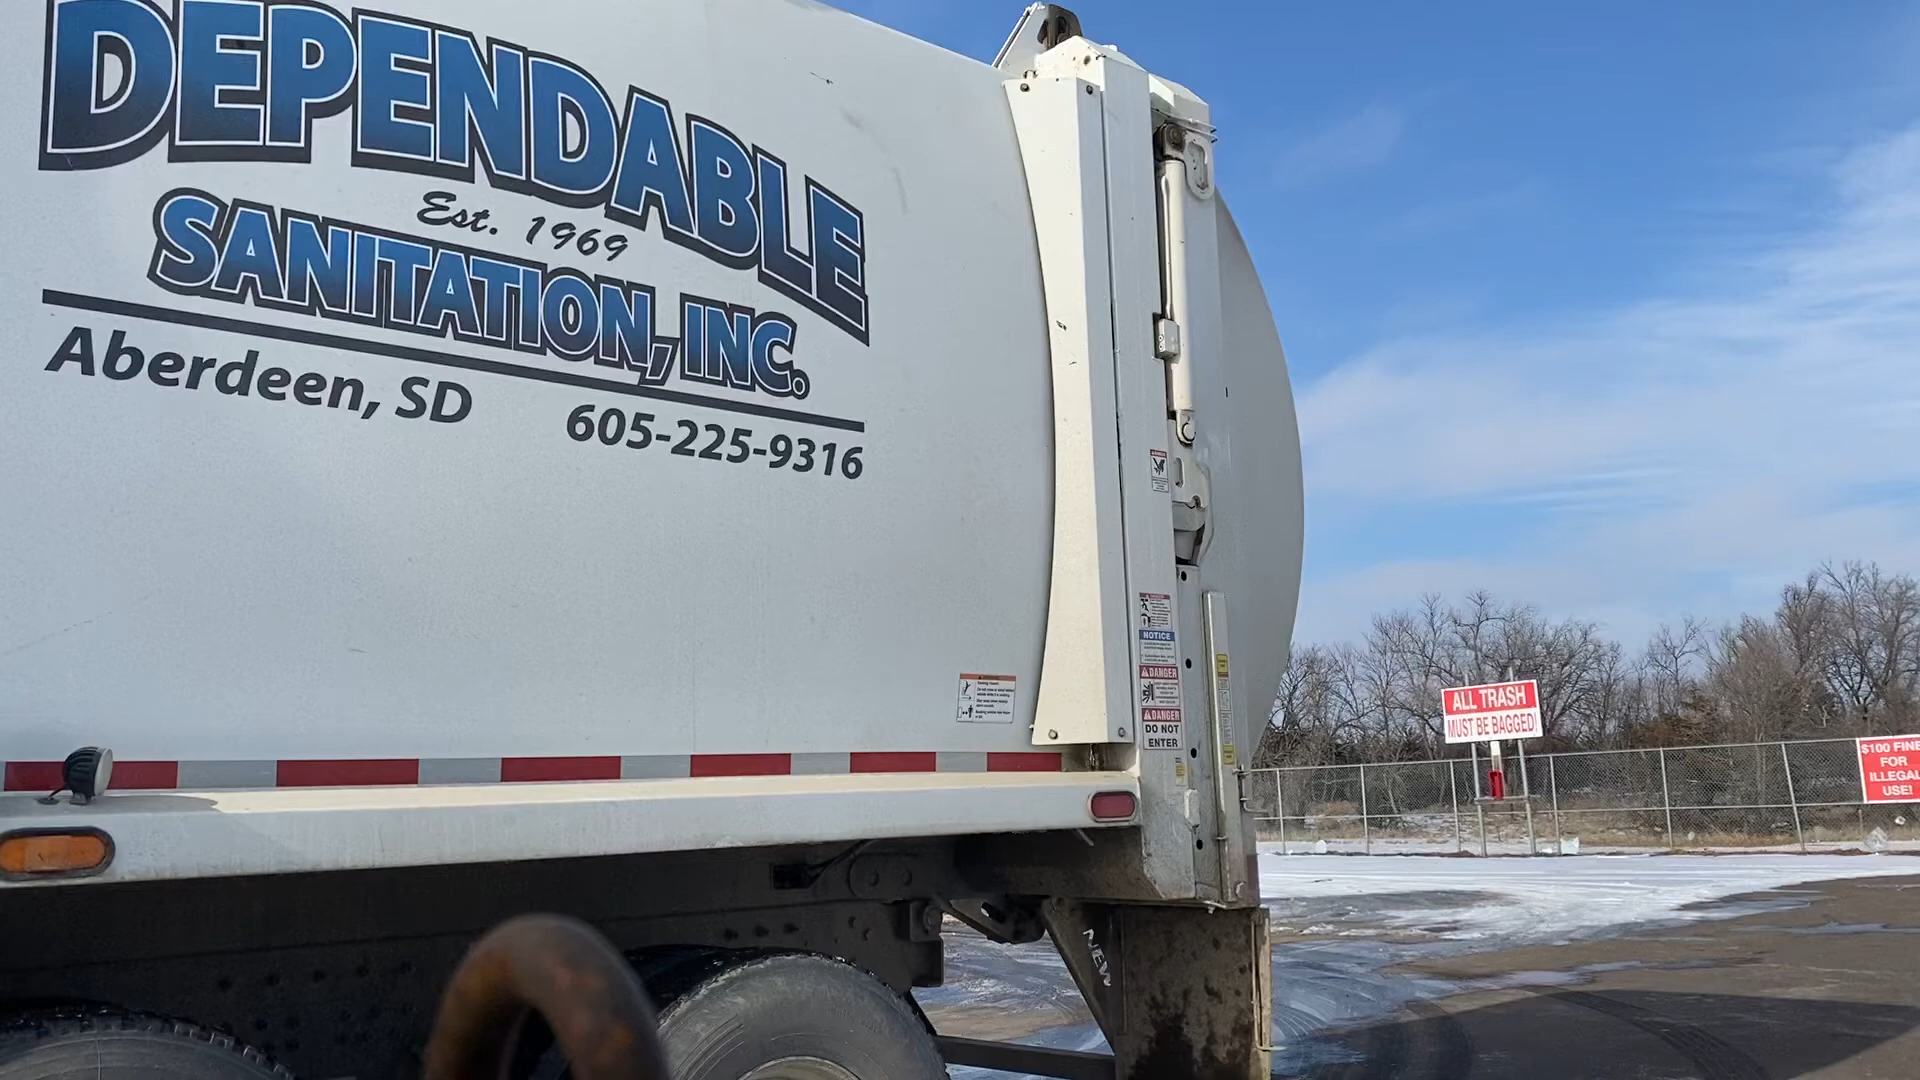 DEPENDABLE
Est. 1969
SANITATION, INC.
Aberdeen, SD 605-225-9316
NOTICE
DANGER
DANGER
DO NOT
ENTER
NEW
ALL TRASH
MUST BE BAGGED!
$100 FINE
FOR
ILLEGAL
USE!